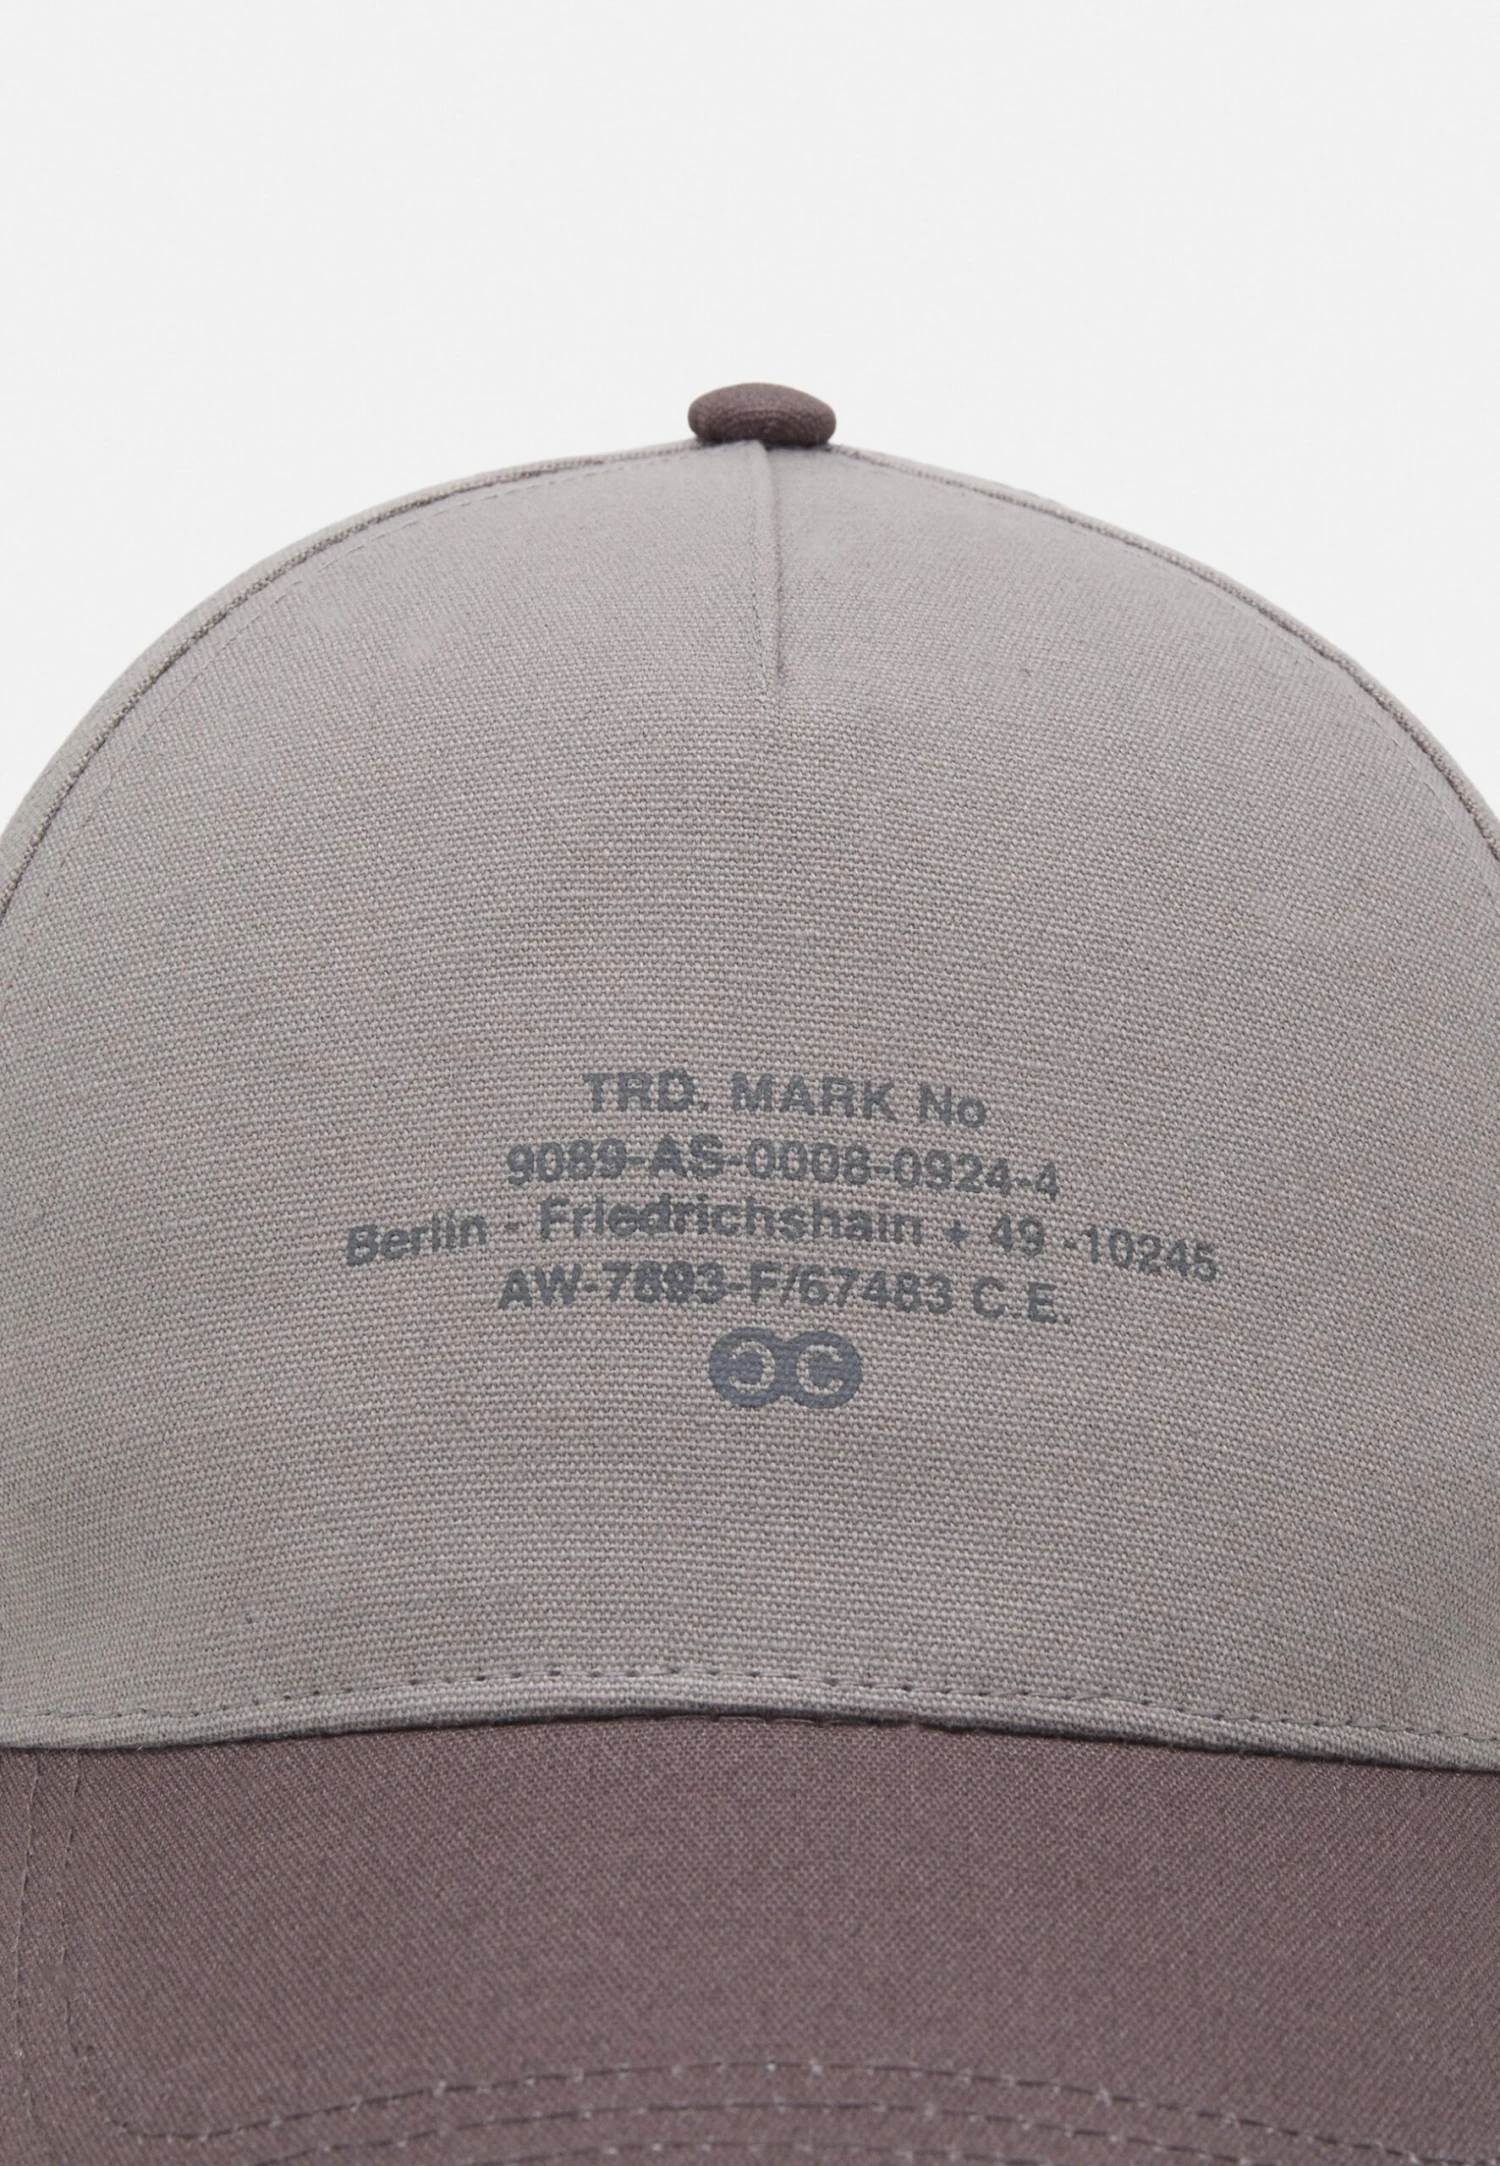 TRD. MARK No
9089-AS-0008-0924-4
Berlin - Friedrichshain + 49 -10245
AW-7893-F/67483 C.E.